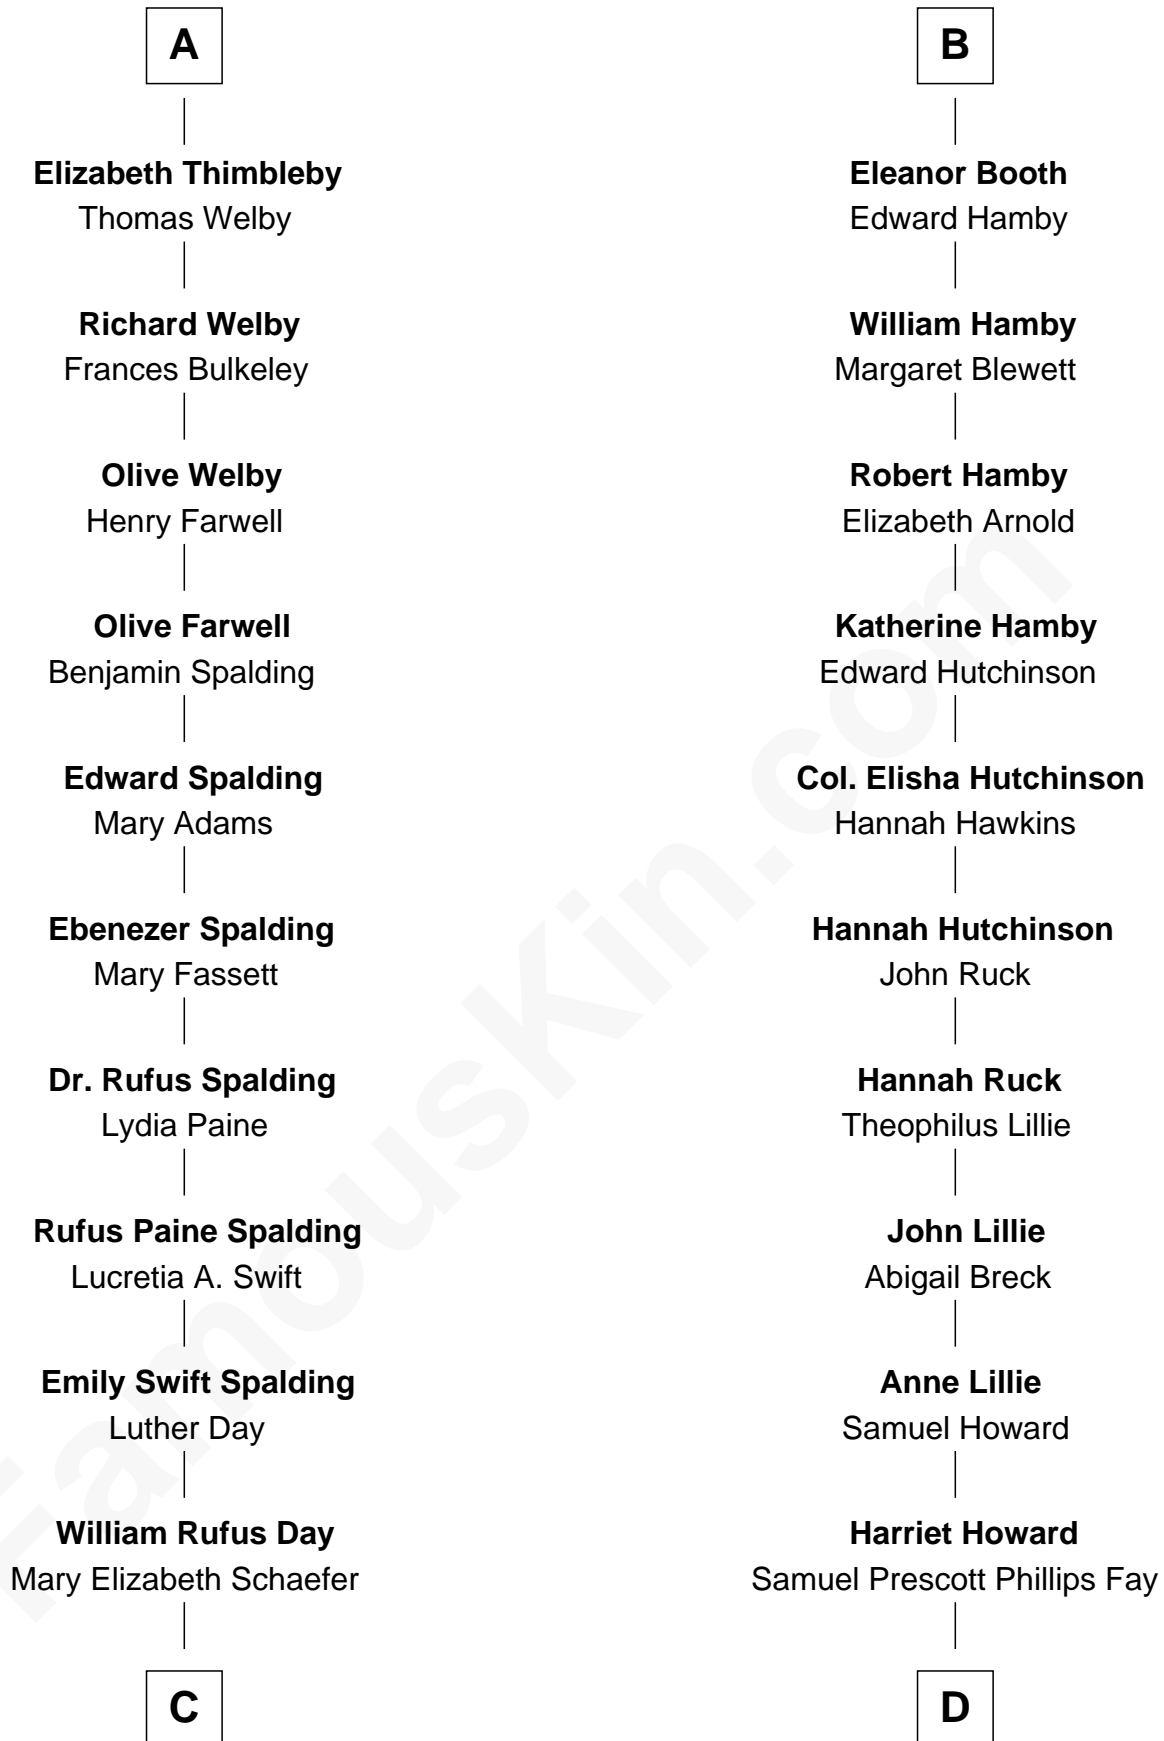 A
Elizabeth Thimbleby
Thomas Welby
Richard Welby
Frances Bulkeley
Olive Welby
Henry Farwell
Olive Farwell
Benjamin Spalding
Edward Spalding
Mary Adams
Ebenezer Spalding
Mary Fassett
Dr. Rufus Spalding
Lydia Paine
Rufus Paine Spalding
Lucretia A. Swift
Emily Swift Spalding
Luther Day
William Rufus Day
Mary Elizabeth Schaefer
C
B
Eleanor Booth
Edward Hamby
William Hamby
Margaret Blewett
Robert Hamby
Elizabeth Arnold
Katherine Hamby
Edward Hutchinson
Col. Elisha Hutchinson
Hannah Hawkins
Hannah Hutchinson
John Ruck
Hannah Ruck
Theophilus Lillie
John Lillie
Abigail Breck
Anne Lillie
Samuel Howard
Harriet Howard
Samuel Prescott Phillips Fay
D
FamousKin.com